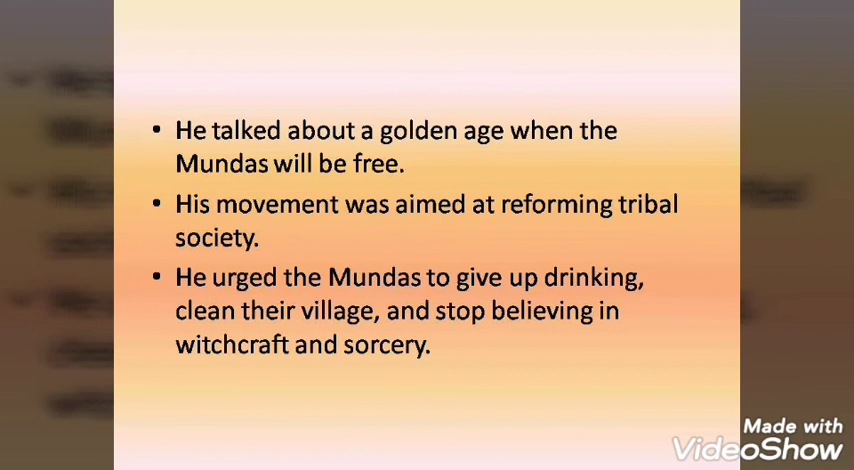 • He talked about a golden age when the
Mundas will be free.
• His movement was aimed at reforming tribal
society.
• He urged the Mundas to give up drinking,
clean their village, and stop believing in
witchcraft and sorcery.
Made with
VideoShow